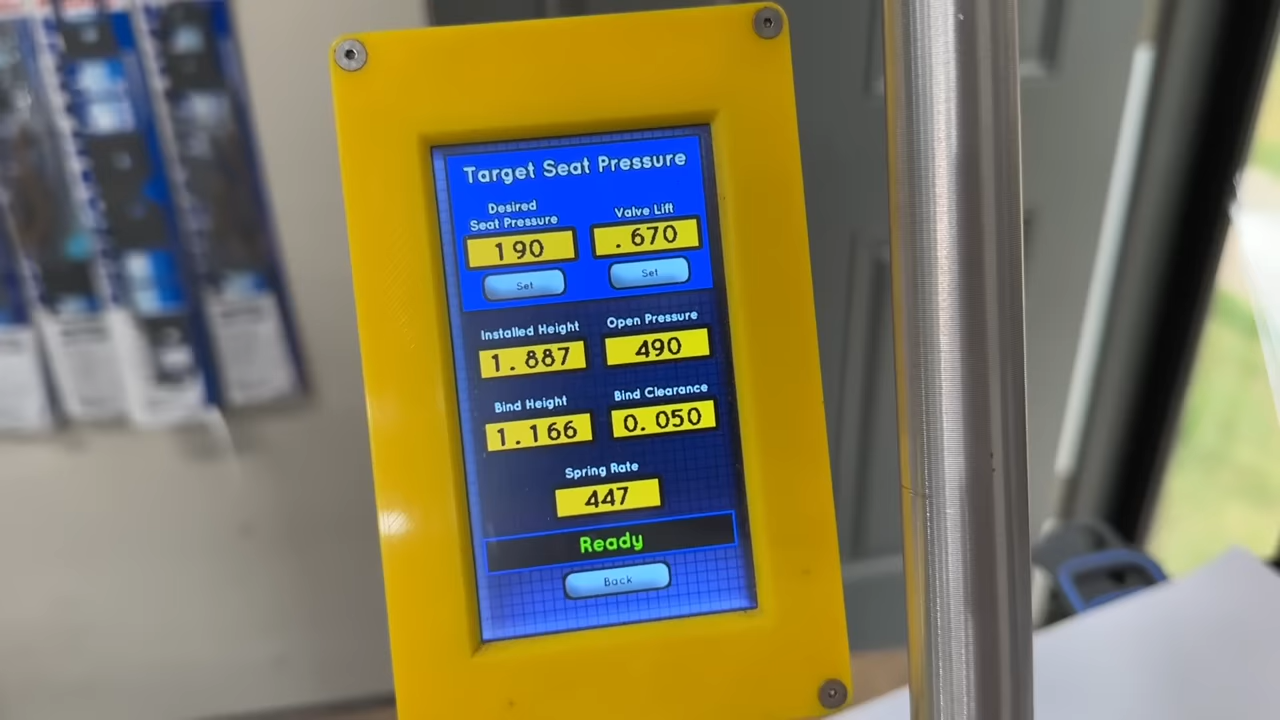 Target Seat Pressure
Desired
Seat Pressure
Valve Lift
190
.670
Set
Set
Installed Height
Open Pressure
1.887
490
Bind Height
Bind Clearance
1.166
0.050
Spring Rate
447
Ready
Back